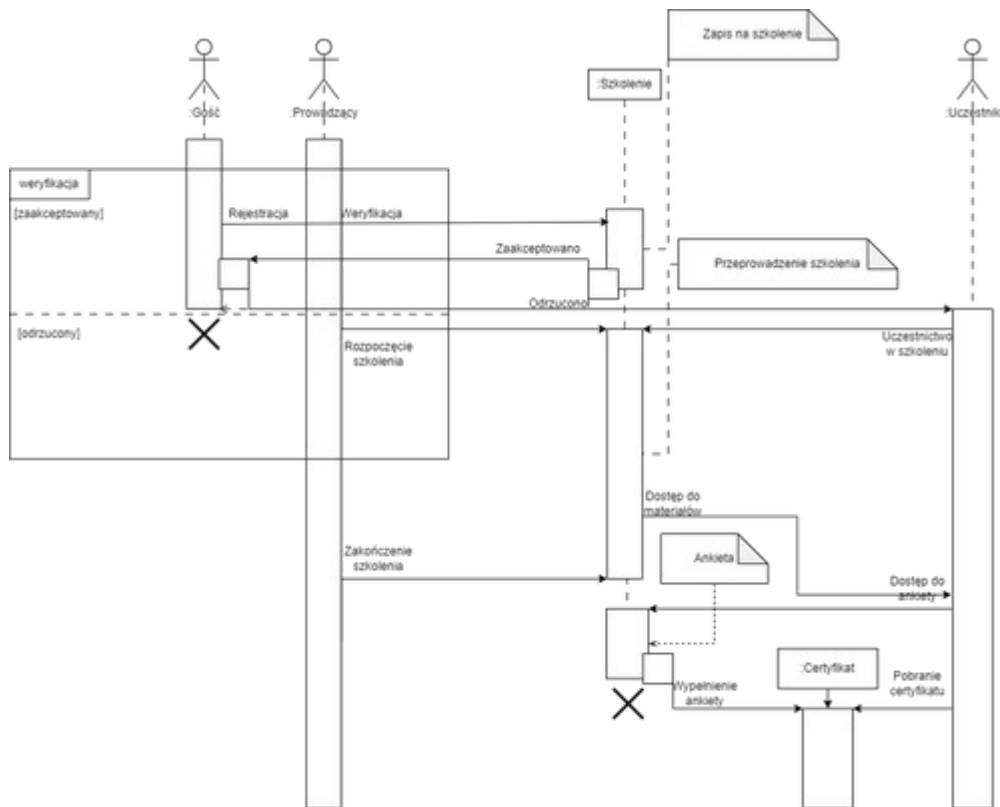 Zapis na szkolenie
:Szkolenie
:Gość
:Prowadzący
:Uczestnik
weryfikacja
[zaakceptowany]
Rejestracja
Weryfikacja
Zaakceptowano
Przeprowadzenie szkolenia
Odrzucono
[odrzucony]
Rozpoczęcie
szkolenia
Uczestnictwo
w szkoleniu
Dostęp do
materiałów
Zakończenie
szkolenia
Ankieta
Dostęp do
ankiety
:Certyfikat
Wypełnienie
ankiety
Pobranie
certyfikatu